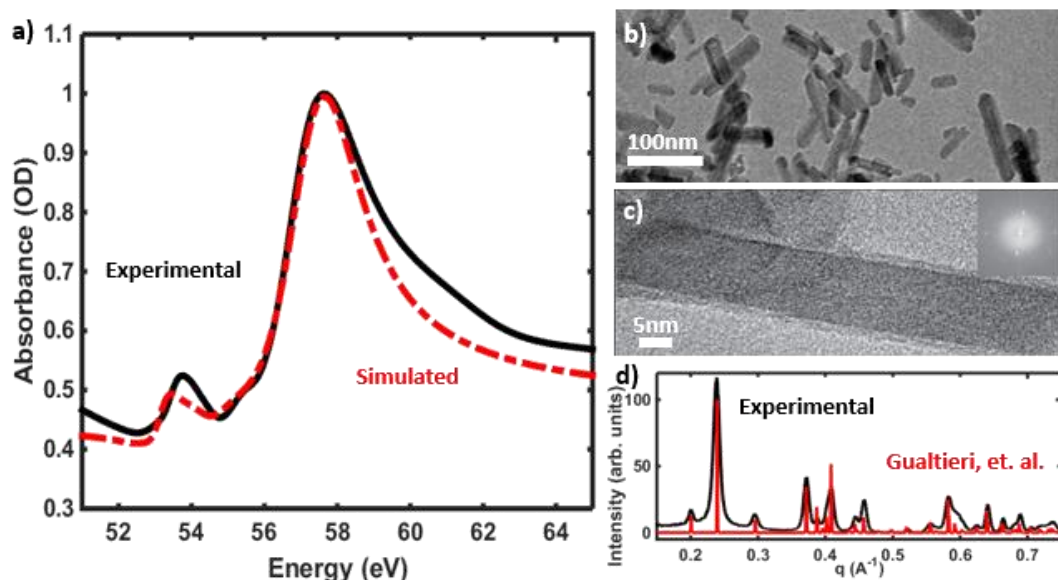 a)
Absorbance (OD)
1.1
1
0.9
0.8
0.7
0.6
0.5
0.4
0.3
Experimental
Simulated
52 54 56 58 60 62 64
Energy (eV)
b)
100nm
c)
5nm
d)
Intensity (arb. units)
100
50
0
Experimental
Gualtieri, et. al.
0.2 0.3 0.4 0.5 0.6 0.7
q (A⁻¹)